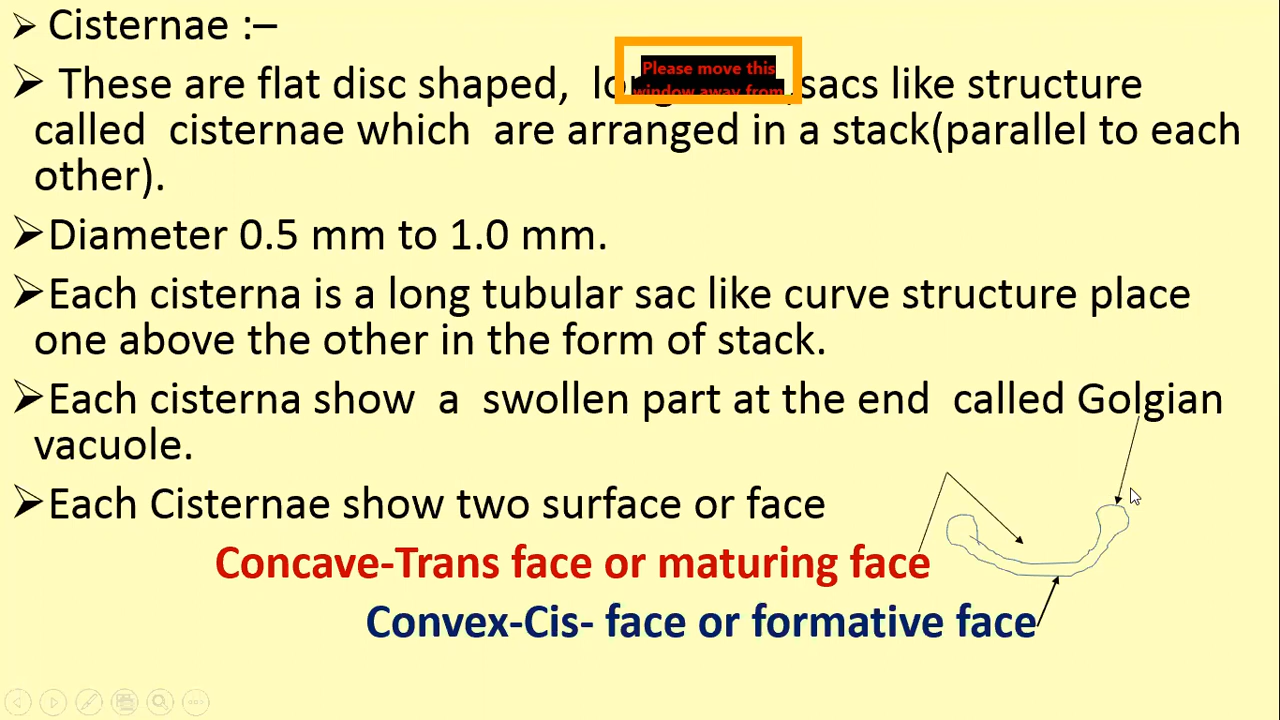 Cisternae :–
These are flat disc shaped, sacs like structure
Please move this
window away from
called cisternae which are arranged in a stack(parallel to each
other).
Diameter 0.5 mm to 1.0 mm.
Each cisterna is a long tubular sac like curve structure place
one above the other in the form of stack.
Each cisterna show a swollen part at the end called Golgian
vacuole.
Each Cisternae show two surface or face
Concave-Trans face or maturing face
Convex-Cis- face or formative face